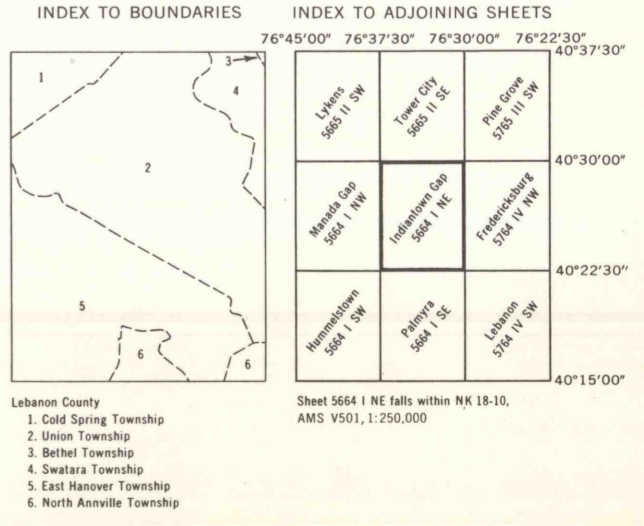 INDEX TO BOUNDARIES
1
2
3
4
5
6
6
Lebanon County
1. Cold Spring Township
2. Union Township
3. Bethel Township
4. Swatara Township
5. East Hanover Township
6. North Annville Township
INDEX TO ADJOINING SHEETS
76°45'00" 76°37'30" 76°30'00" 76°22'30"
40°37'30"
Lykens
5665 II SW
Tower City
5665 II SE
Pine Grove
5765 III SW
40°30'00"
Manada Gap
5664 I NW
Indiantown Gap
5664 I NE
Fredericksburg
5764 IV NW
40°22'30"
Hummelstown
5664 I SW
Palmyra
5664 I SE
Lebanon
5764 IV SW
40°15'00"
Sheet 5664 I NE falls within NK 18-10,
AMS V501, 1:250,000